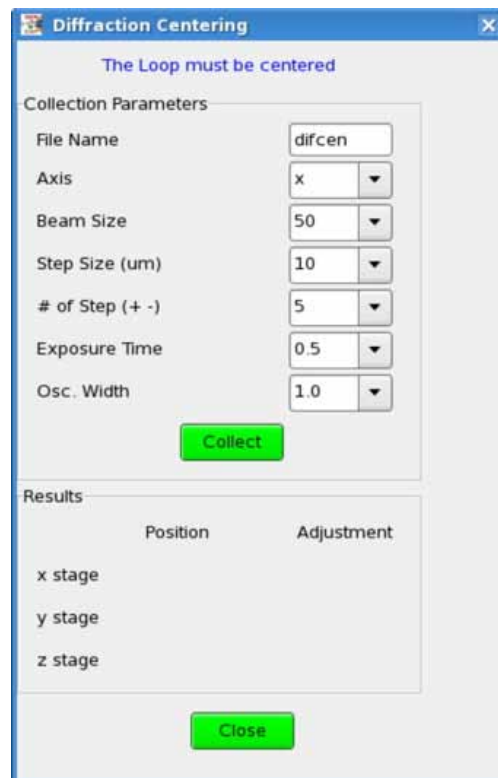 Diffraction Centering
The Loop must be centered
Collection Parameters
File Name difcen
Axis x
Beam Size 50
Step Size (um) 10
# of Step (+ -) 5
Exposure Time 0.5
Osc. Width 1.0
Collect
Results
Position Adjustment
x stage
y stage
z stage
Close